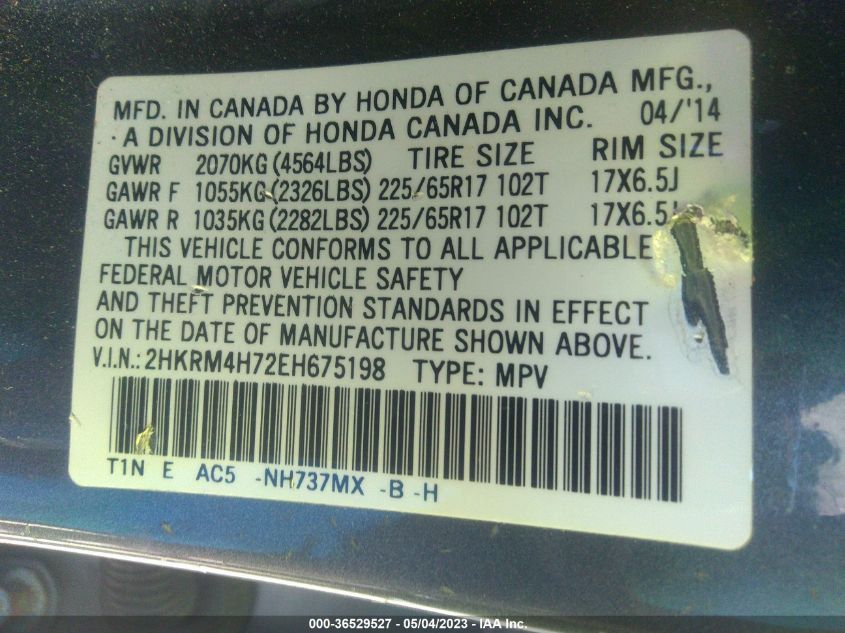 MFD. IN CANADA BY HONDA OF CANADA MFG.,
A DIVISION OF HONDA CANADA INC. 04/'14
GVWR 2070KG (4564LBS) TIRE SIZE RIM SIZE
GAWR F 1055KG (2326LBS) 225/65R17 102T 17X6.5J
GAWR R 1035KG (2282LBS) 225/65R17 102T 17X6.5J
THIS VEHICLE CONFORMS TO ALL APPLICABLE
FEDERAL MOTOR VEHICLE SAFETY
AND THEFT PREVENTION STANDARDS IN EFFECT
ON THE DATE OF MANUFACTURE SHOWN ABOVE.
V.I.N.: 2HKRM4H72EH675198 TYPE: MPV
T1N E AC5 -NH737MX -B -H
000-36529527 - 05/04/2023 - IAA Inc.